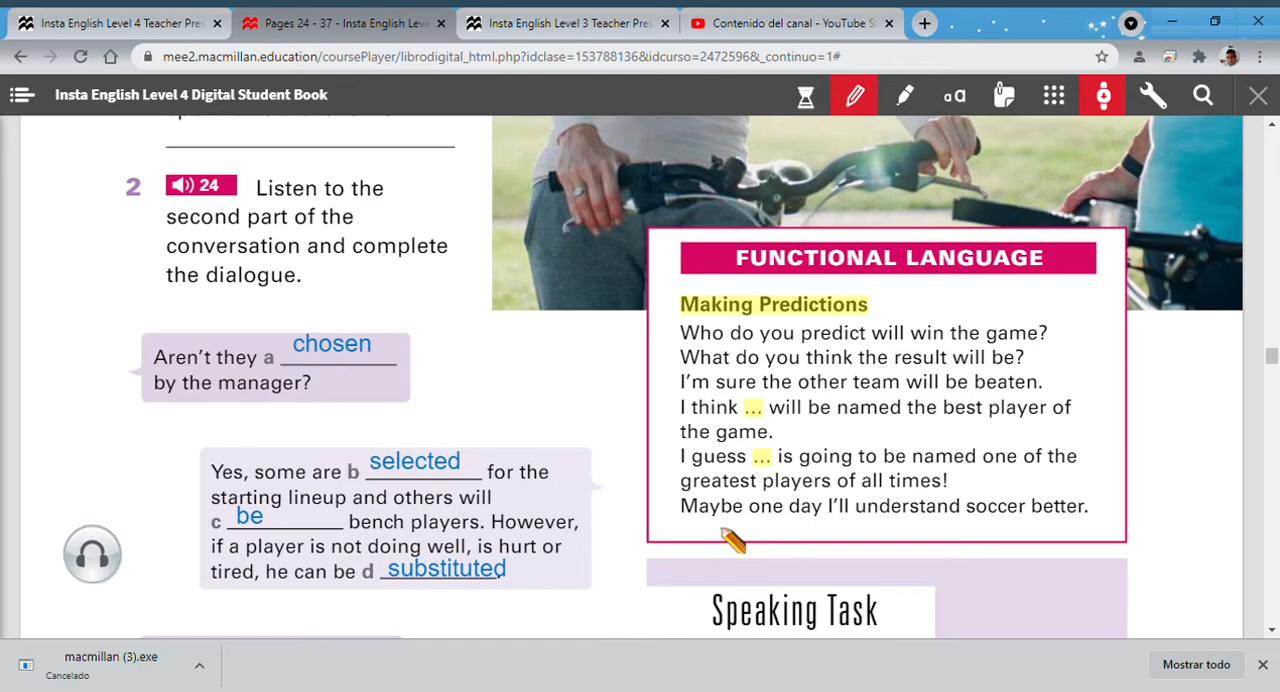 Insta English Level 4 Teacher Pres
Pages 24 - 37 - Insta English Leve
Insta English Level 3 Teacher Pres
Contenido del canal - YouTube S
mee2.macmillan.education/coursePlayer/librodigital_html.php?idclase=153788136&idcurso=2472596&_continuo=1#
Insta English Level 4 Digital Student Book
aa
2 24 Listen to the
second part of the
conversation and complete
the dialogue.
Aren't they a chosen
by the manager?
Yes, some are b selected for the
starting lineup and others will
c be bench players. However,
if a player is not doing well, is hurt or
tired, he can be d substituted.
FUNCTIONAL LANGUAGE
Making Predictions
Who do you predict will win the game?
What do you think the result will be?
I'm sure the other team will be beaten.
I think ... will be named the best player of
the game.
I guess ... is going to be named one of the
greatest players of all times!
Maybe one day I'll understand soccer better.
Speaking Task
macmillan (3).exe
Cancelado
Mostrar todo